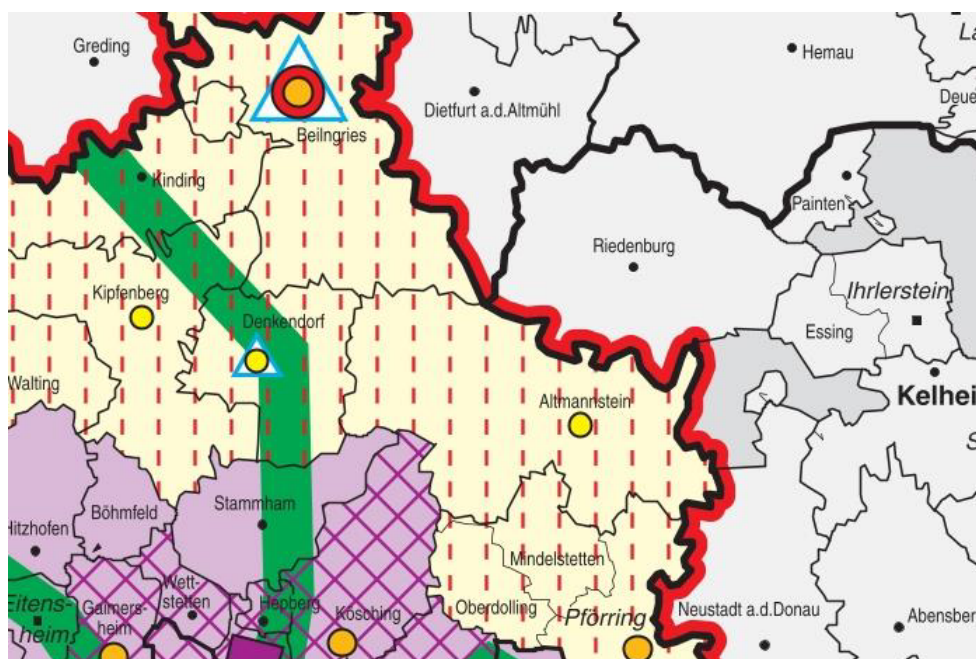 Greding
La
Hemau
Dietfurt a.d.Altmühl
Deue
Beilngries
Kinding
Painten
Riedenburg
Kipfenberg
Ihrlerstein
Denkendorf
Essing
Walting
Altmannstein
Kelhei
S
Stammham
Böhmfeld
Hitzhofen
Mindelstetten
Wett-
stetten
Eitens-
heim
Gaimers-
heim
Hepberg
Kösching
Oberdolling
Pförring
Neustadt a.d.Donau
Abensber